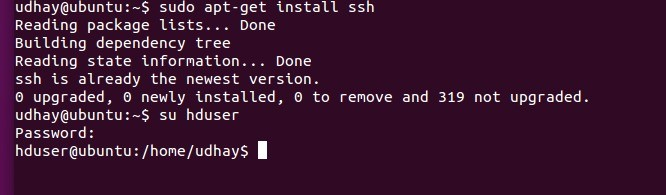 udhay@ubuntu:~$ sudo apt-get install ssh
Reading package lists... Done
Building dependency tree
Reading state information... Done
ssh is already the newest version.
0 upgraded, 0 newly installed, 0 to remove and 319 not upgraded.
udhay@ubuntu:~$ su hduser
Password:
hduser@ubuntu:/home/udhay$